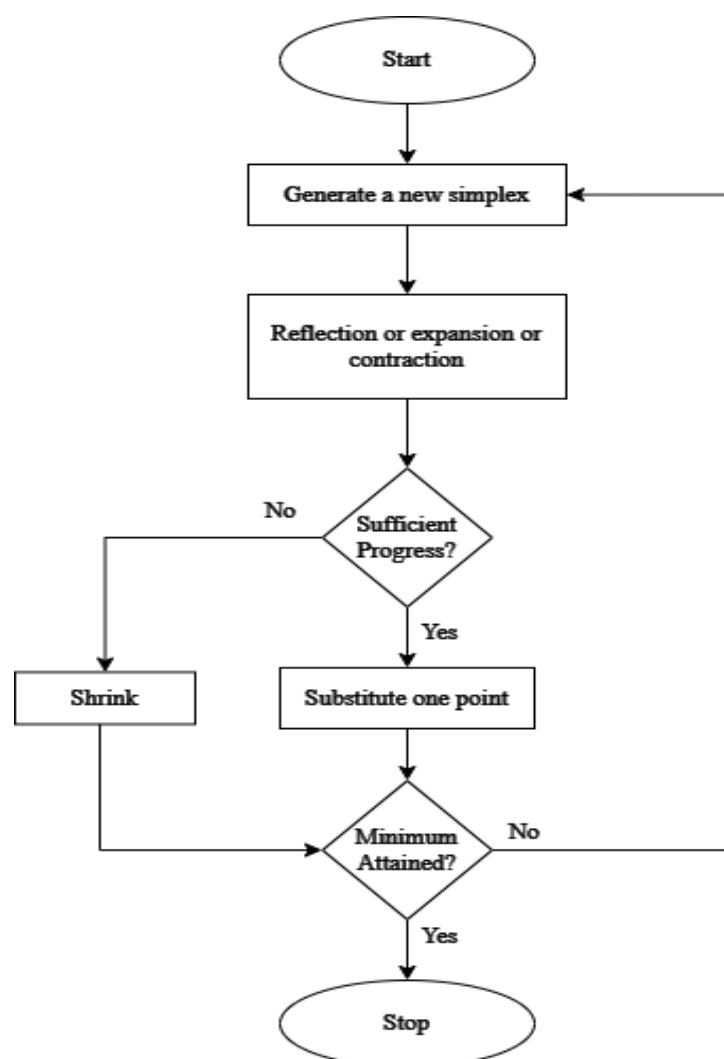 Start
Generate a new simplex
Reflection or expansion or
contraction
No
Sufficient
Progress?
Yes
Shrink
Substitute one point
Minimum
Attained?
No
Yes
Stop